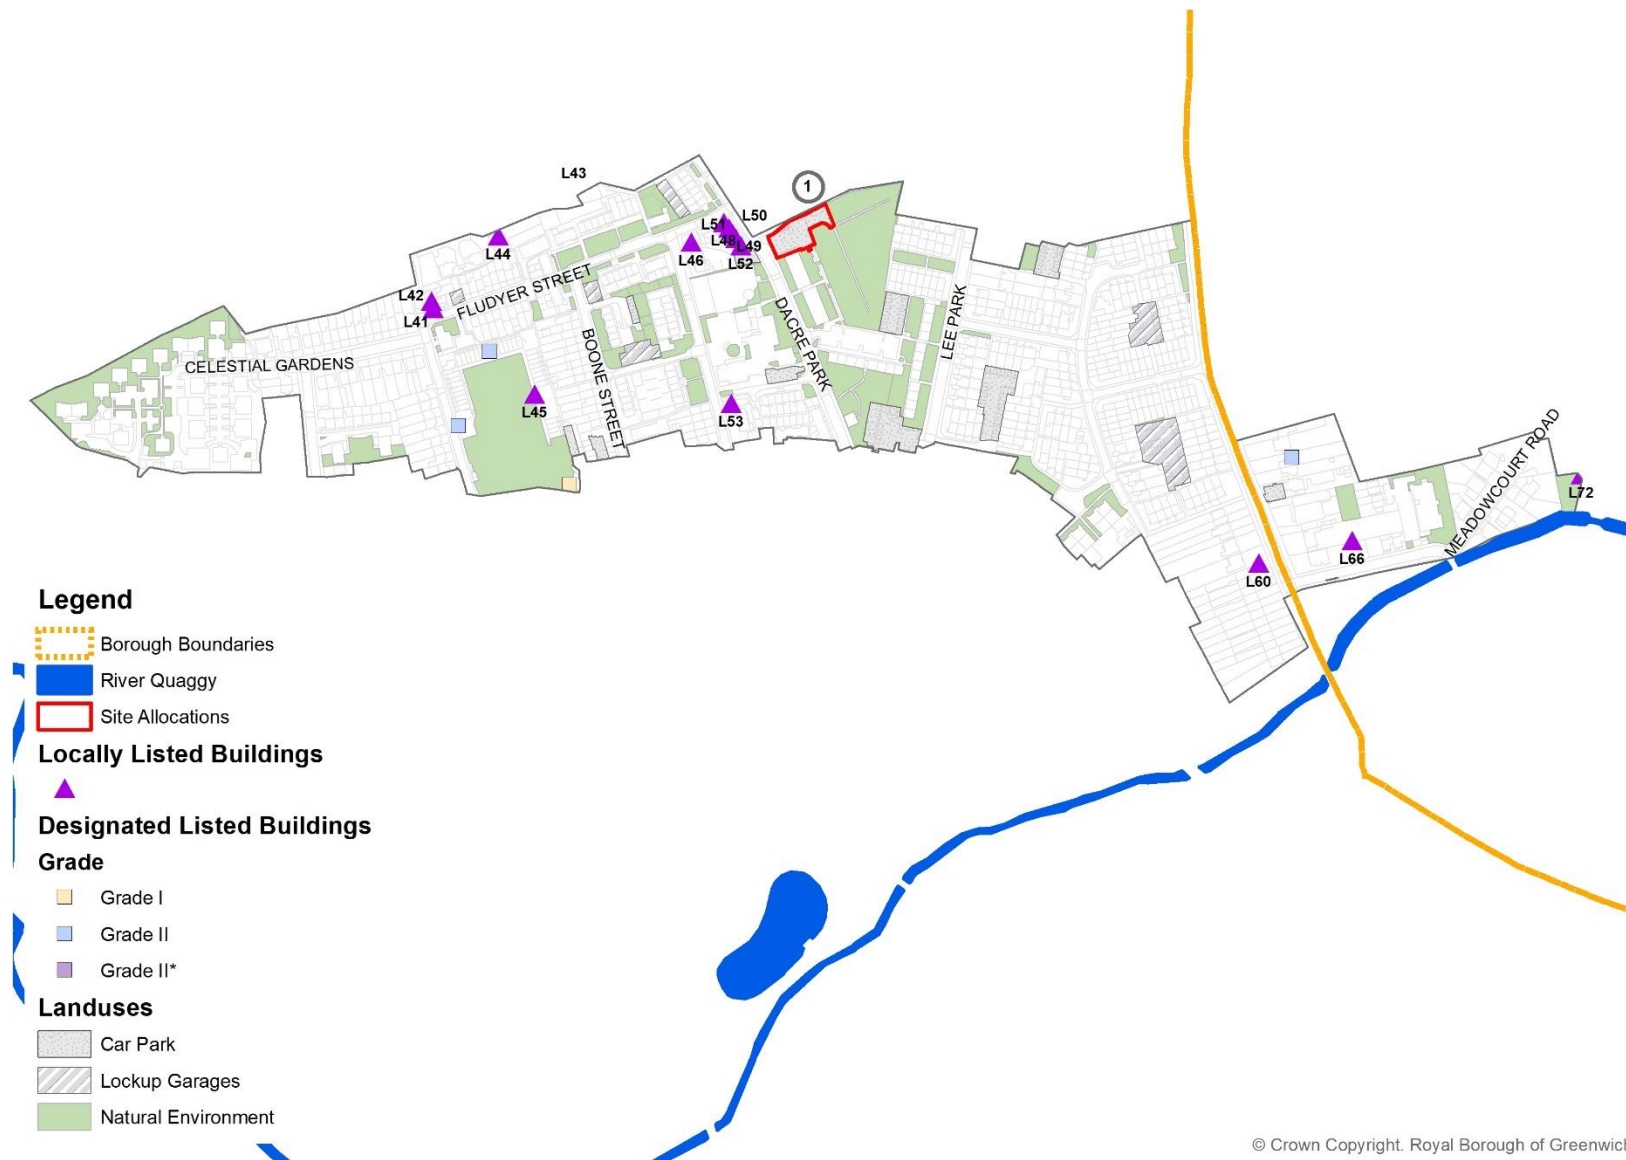 L43
1
L50
L51
L48
L49
L44
L46
L52
L42
L41
FLUDYER STREET
DACRE PARK
LEE PARK
CELESTIAL GARDENS
BOONE STREET
L45
L53
MEADOWCOURT ROAD
L72
L66
L60
Legend
Borough Boundaries
River Quaggy
Site Allocations
Locally Listed Buildings
Designated Listed Buildings
Grade
Grade I
Grade II
Grade II*
Landuses
Car Park
Lockup Garages
Natural Environment
© Crown Copyright. Royal Borough of Greenwich